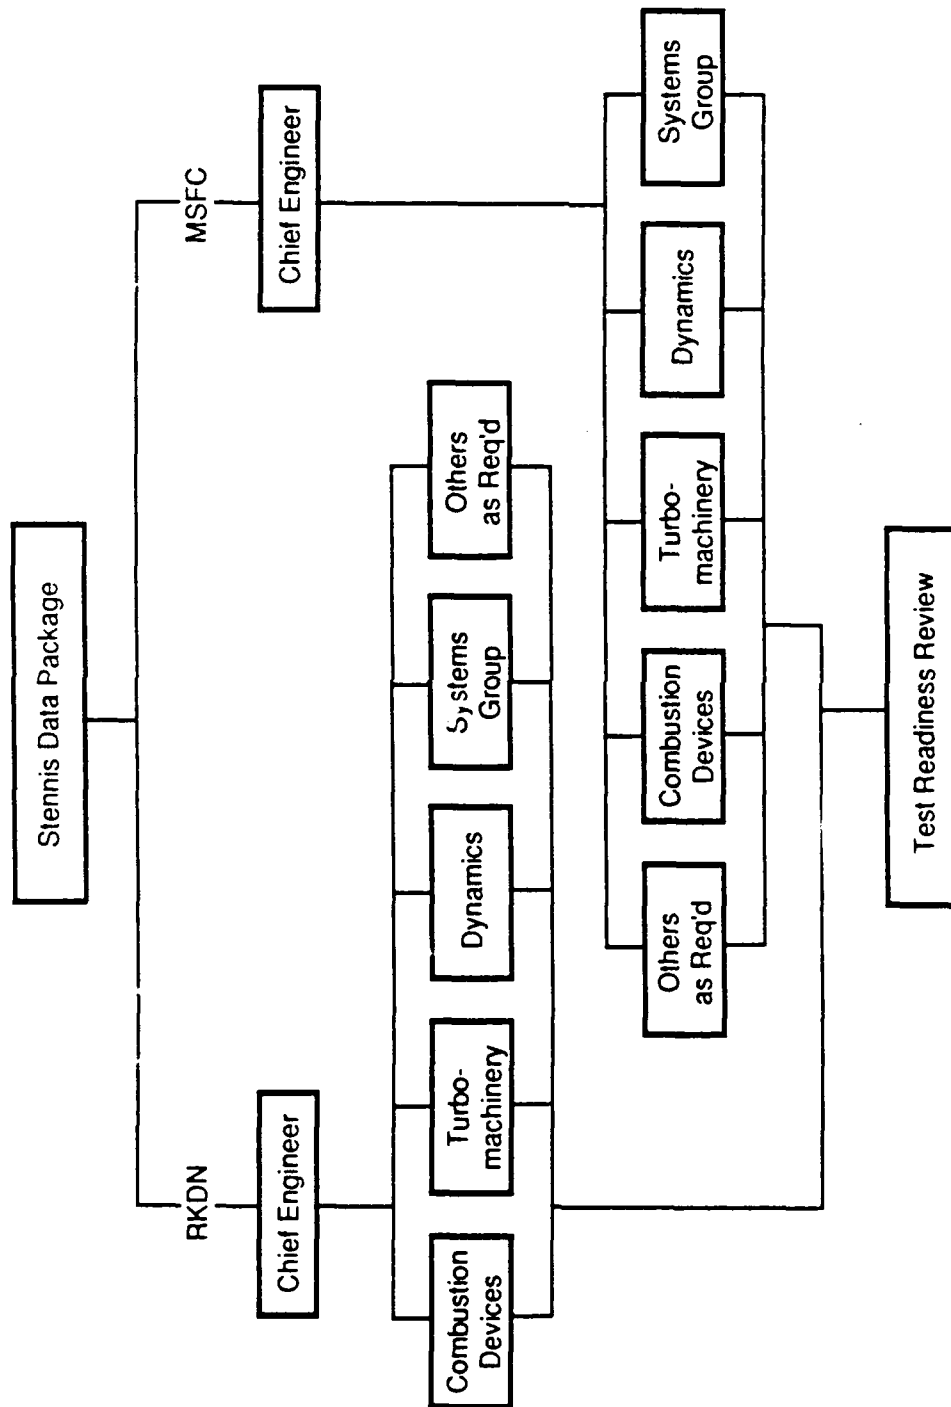 Stennis Data Package
RKDN
MSFC
Chief Engineer
Chief Engineer
Combustion
Devices
Turbo-
machinery
Dynamics
Systems
Group
Others
as Req'd
Others
as Req'd
Combustion
Devices
Turbo-
machinery
Dynamics
Systems
Group
Test Readiness Review